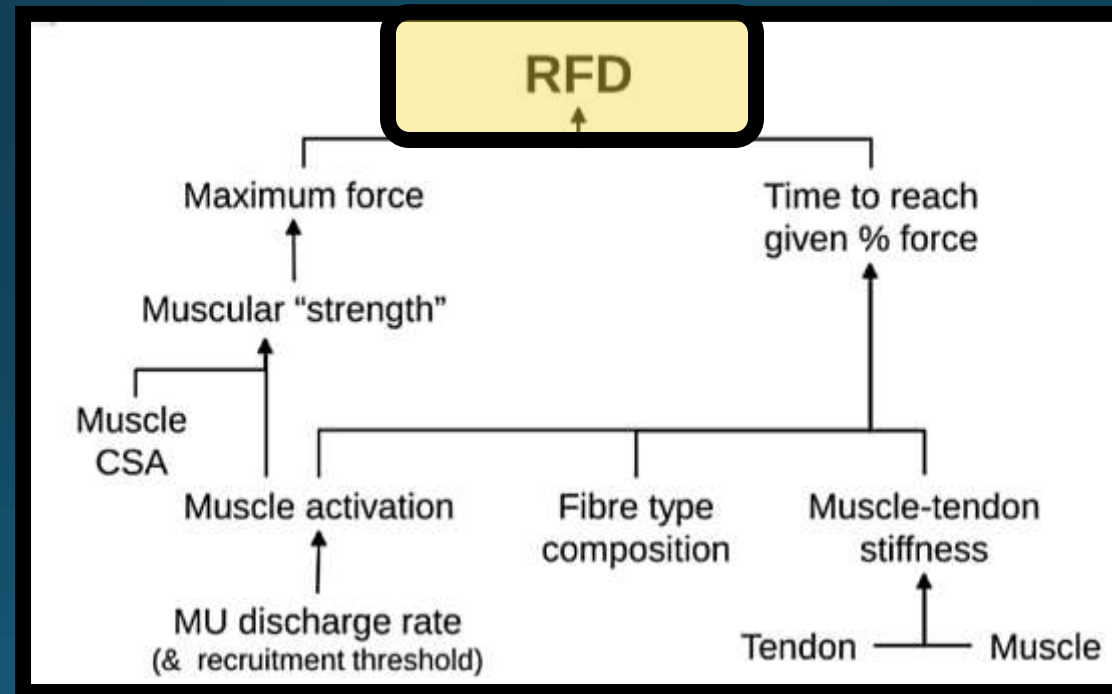 RFD
Maximum force
Time to reach
given % force
Muscular “strength”
Muscle
CSA
Muscle activation
Fibre type
composition
Muscle-tendon
stiffness
MU discharge rate
(& recruitment threshold)
Tendon
Muscle